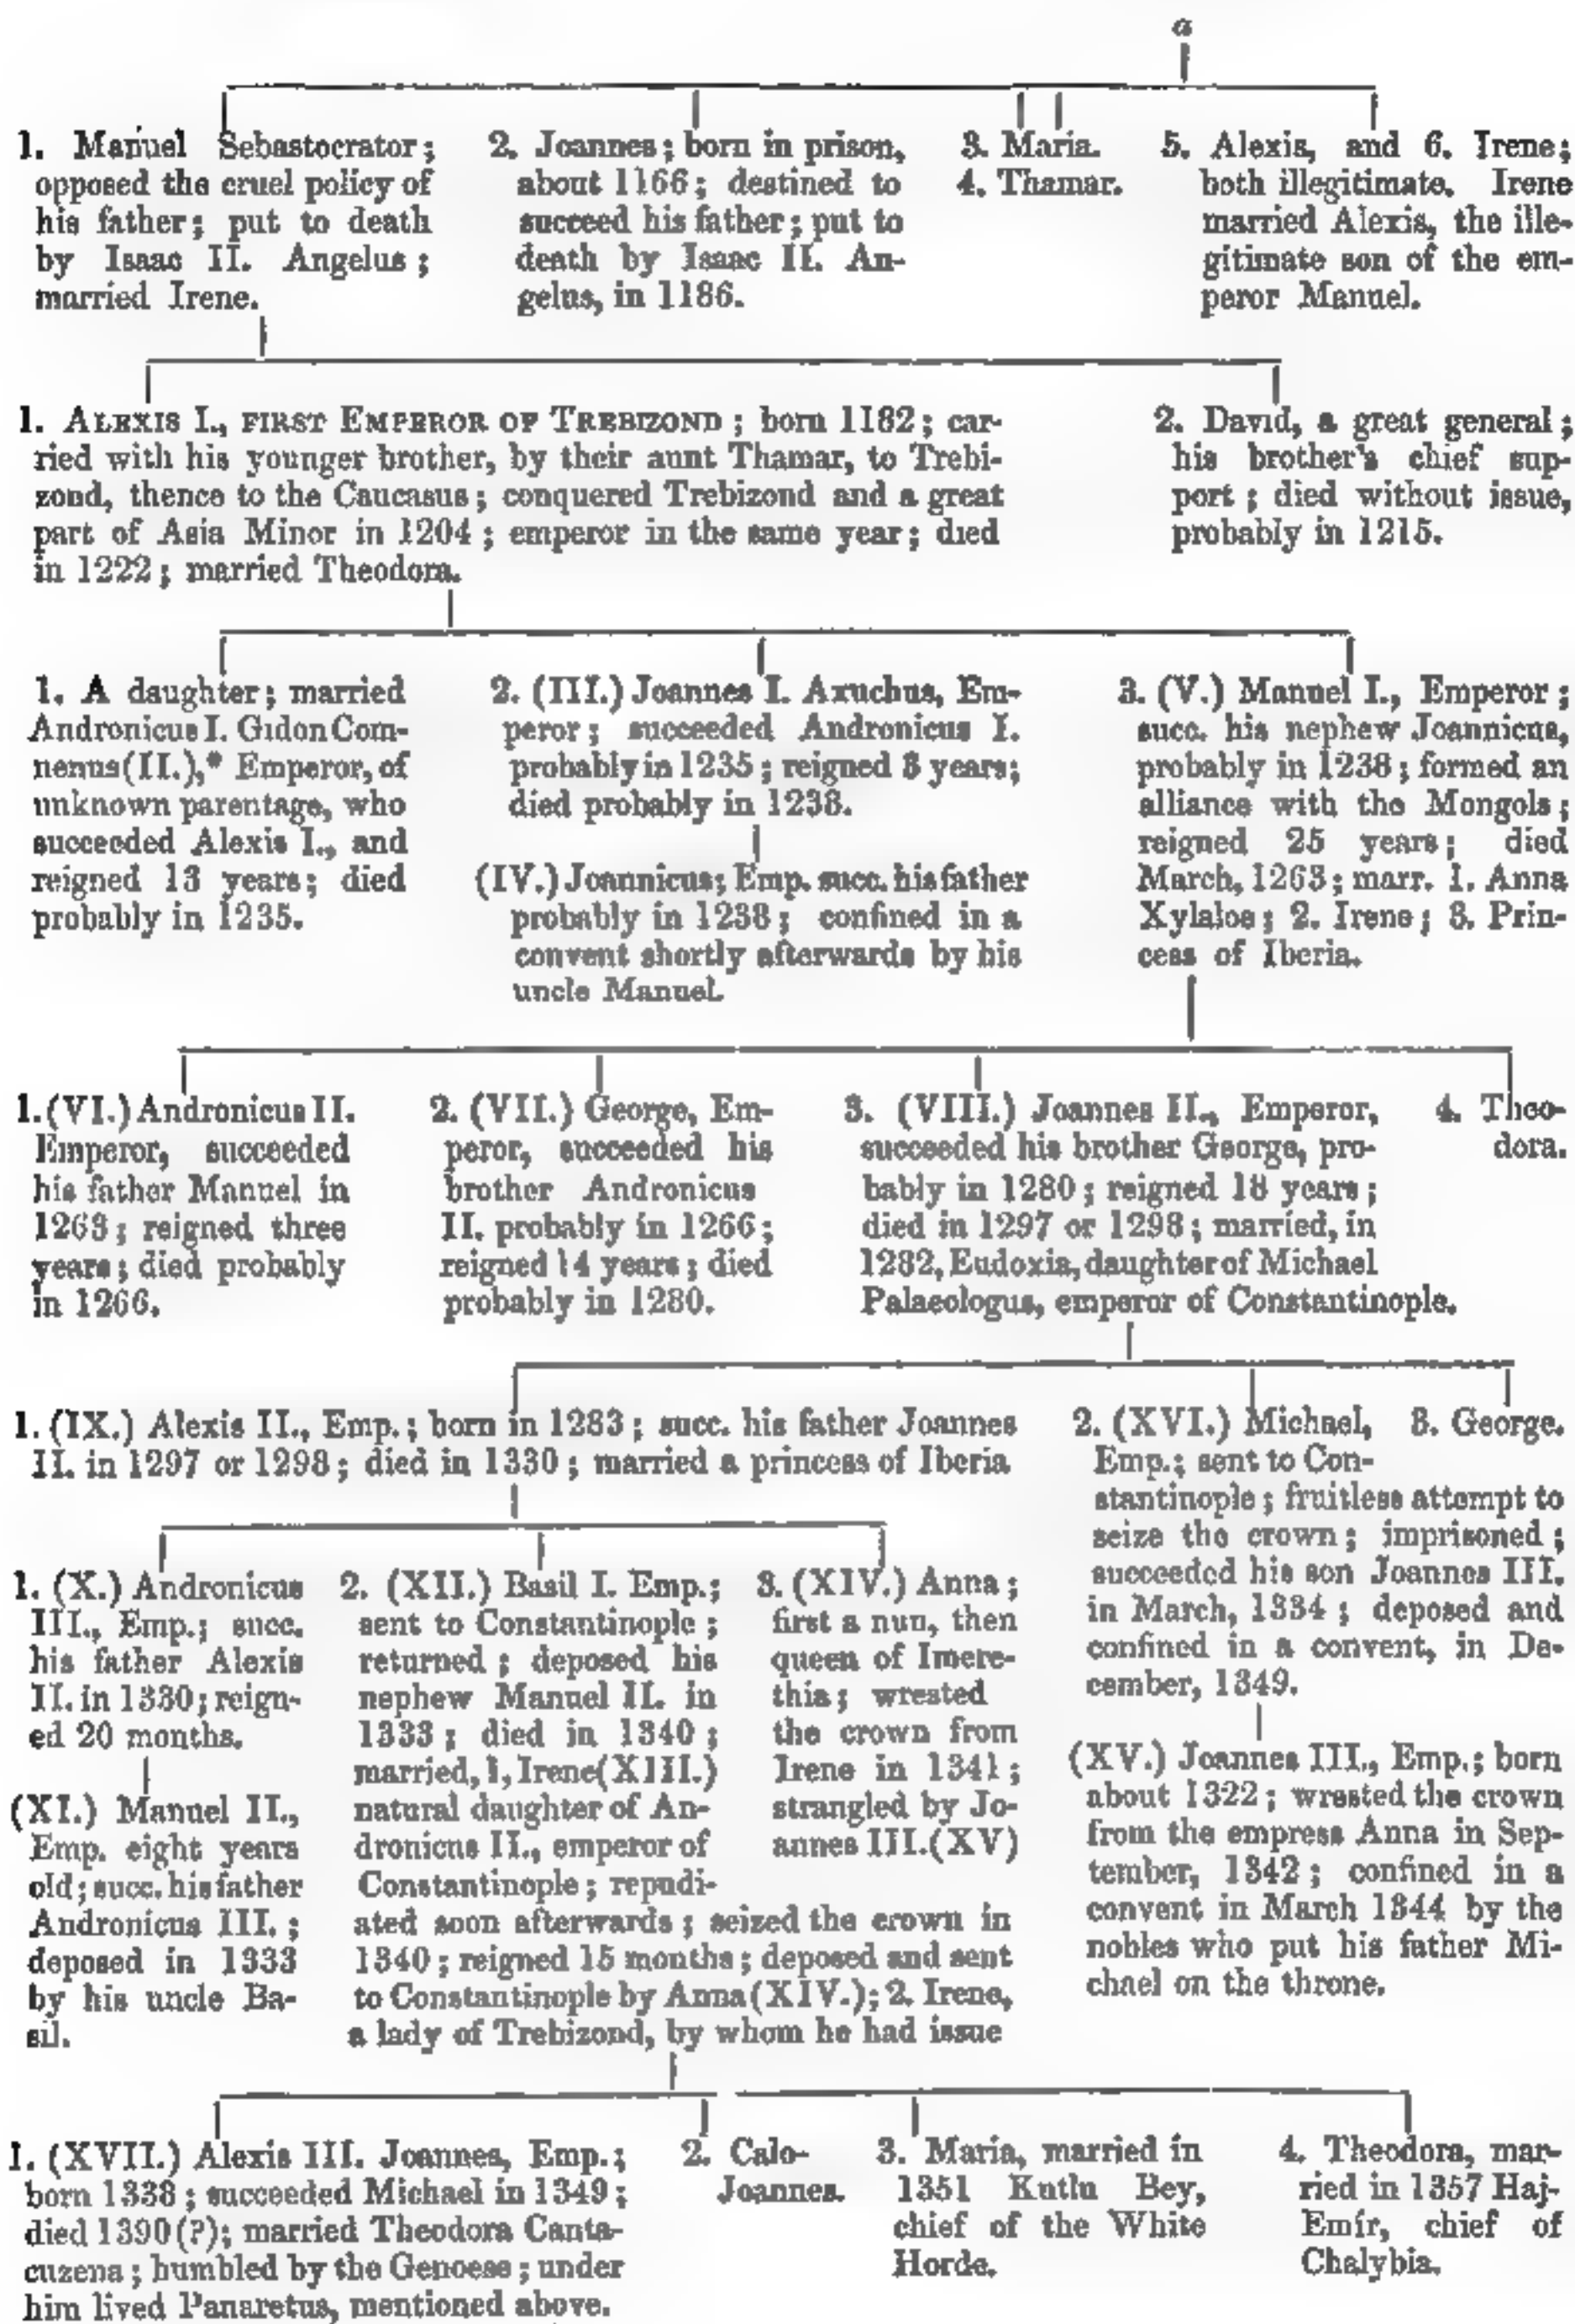 a
1. Manuel Sebastocrator;
opposed the cruel policy of
his father; put to death
by Isaac II. Angelus;
married Irene.
2. Joannes; born in prison,
about 1166; destined to
succeed his father; put to
death by Isaac II. An-
gelus, in 1186.
3. Maria.
4. Thamar.
5. Alexis, and 6. Irene;
both illegitimate. Irene
married Alexis, the ille-
gitimate son of the em-
peror Manuel.
1. ALEXIS I., FIRST EMPEROR OF TREBIZOND; born 1182; car-
ried with his younger brother, by their aunt Thamar, to Trebi-
zond, thence to the Caucasus; conquered Trebizond and a great
part of Asia Minor in 1204; emperor in the same year; died
in 1222; married Theodora.
2. David, a great general;
his brother's chief sup-
port; died without issue,
probably in 1215.
1. A daughter; married
Andronicus I. Gidon Com-
nenus (II.),* Emperor, of
unknown parentage, who
succeeded Alexis I., and
reigned 13 years; died
probably in 1235.
2. (III.) Joannes I. Axuchus, Em-
peror; succeeded Andronicus I.
probably in 1235; reigned 3 years;
died probably in 1238.
(IV.) Joannicus; Emp. succ. his father
probably in 1238; confined in a
convent shortly afterwards by his
uncle Manuel.
3. (V.) Manuel I., Emperor;
succ. his nephew Joannicus,
probably in 1238; formed an
alliance with the Mongols;
reigned 25 years; died
March, 1263; marr. 1. Anna
Xylaloe; 2. Irene; 3. Prin-
cess of Iberia.
1. (VI.) Andronicus II.
Emperor, succeeded
his father Manuel in
1263; reigned three
years; died probably
in 1266.
2. (VII.) George, Em-
peror, succeeded his
brother Andronicus
II. probably in 1266;
reigned 14 years; died
probably in 1280.
3. (VIII.) Joannes II., Emperor,
succeeded his brother George, pro-
bably in 1280; reigned 18 years;
died in 1297 or 1298; married, in
1282, Eudoxia, daughter of Michael
Palaeologus, emperor of Constantinople.
4. Theo-
dora.
1. (IX.) Alexis II., Emp.; born in 1283; succ. his father Joannes
II. in 1297 or 1298; died in 1330; married a princess of Iberia
2. (XVI.) Michael,
Emp.; sent to Con-
stantinople; fruitless attempt to
seize the crown; imprisoned;
succeeded his son Joannes III.
in March, 1334; deposed and
confined in a convent, in De-
cember, 1349.
3. George.
1. (X.) Andronicus
III., Emp.; succ.
his father Alexis
II. in 1330; reign-
ed 20 months.
(XI.) Manuel II.,
Emp. eight years
old; succ. his father
Andronicus III.;
deposed in 1333
by his uncle Ba-
sil.
2. (XII.) Basil I. Emp.;
sent to Constantinople;
returned; deposed his
nephew Manuel II. in
1333; died in 1340;
married, 1, Irene (XIII.)
natural daughter of An-
dronicus II., emperor of
Constantinople; repudi-
ated soon afterwards; seized the crown in
1340; reigned 15 months; deposed and sent
to Constantinople by Anna (XIV.); 2. Irene,
a lady of Trebizond, by whom he had issue
3. (XIV.) Anna;
first a nun, then
queen of Imere-
thia; wrested
the crown from
Irene in 1341;
strangled by Jo-
annes III. (XV)
(XV.) Joannes III., Emp.; born
about 1322; wrested the crown
from the empress Anna in Sep-
tember, 1342; confined in a
convent in March 1344 by the
nobles who put his father Mi-
chael on the throne.
1. (XVII.) Alexis III. Joannes, Emp.;
born 1338; succeeded Michael in 1349;
died 1390 (?); married Theodora Canta-
cuzena; humbled by the Genoese; under
him lived Panaretus, mentioned above.
2. Calo-
Joannes.
3. Maria, married in
1351 Kutlu Bey,
chief of the White
Horde.
4. Theodora, mar-
ried in 1357 Haj-
Emír, chief of
Chalybia.